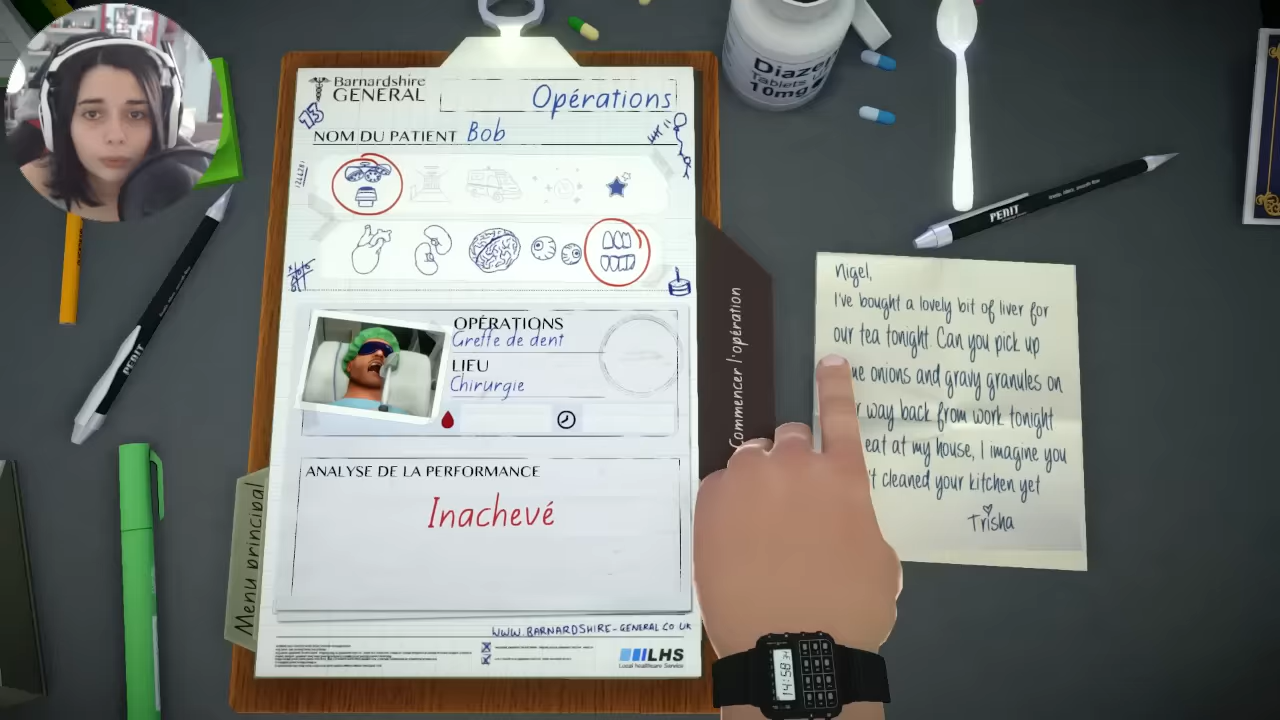 Barnardshire
GENERAL
Opérations
NOM DU PATIENT Bob
OPÉRATIONS
Greffe de dent
LIEU
Chirurgie
ANALYSE DE LA PERFORMANCE
Inachevé
WWW.BARNARDSHIRE-GENERAL.CO.UK
LHS
Local healthcare Service
Menu principal
Commencer l'opération
Tablets
10mg
PENIT
PENIT
Nigel,
I've bought a lovely bit of liver for
our tea tonight Can you pick up
onions and gravy granules on
way back from work tonight
eat at my house, I imagine you
cleaned your kitchen yet
Trisha
14:58